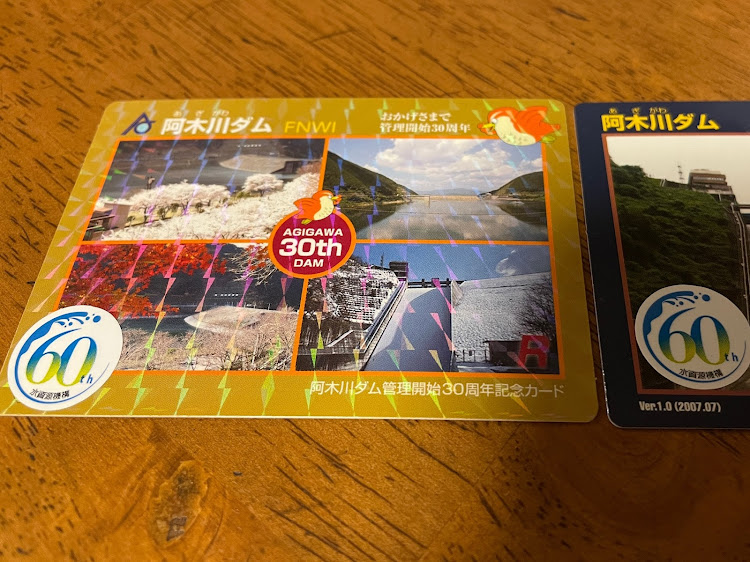 あぎがわ
阿木川ダム FNWI
おかげさまで
管理開始30周年
AGIGAWA
30th
DAM
60th
水資源機構
阿木川ダム管理開始30周年記念カード
あぎがわ
阿木川ダム
60th
水資源機構
Ver.1.0 (2007.07)